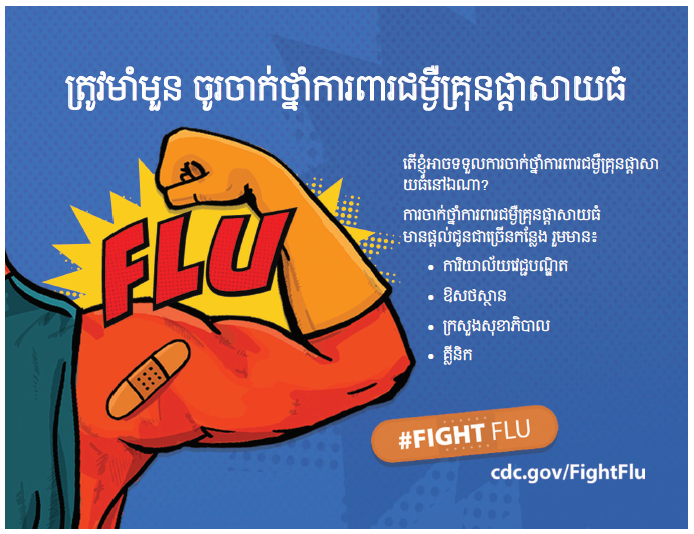 ត្រូវមាំមួន ចូរចាក់ថ្នាំការពារជម្ងឺគ្រុនផ្តាសាយធំ
តើខ្ញុំអាចទទួលការចាក់ថ្នាំការពារជម្ងឺគ្រុនផ្តាសា
យធំនៅឯណា?
ការចាក់ថ្នាំការពារជម្ងឺគ្រុនផ្តាសាយធំ
មានផ្តល់ជូនជាច្រើនកន្លែង រួមមាន៖
• ការិយាល័យវេជ្ជបណ្ឌិត
• ឱសថស្ថាន
• ក្រសួងសុខាភិបាល
• គ្លីនិក
FLU
#FIGHT FLU
cdc.gov/FightFlu